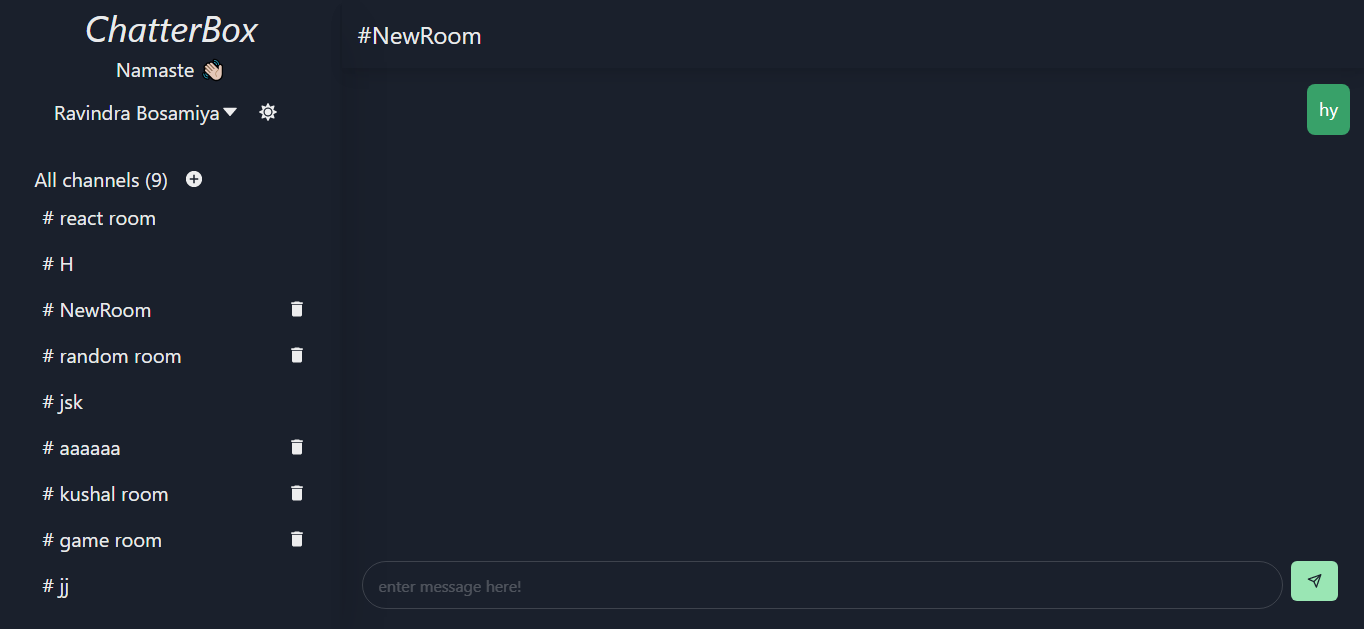 ChatterBox
Namaste 👋🏻
Ravindra Bosamiya
All channels (9)
# react room
# H
# NewRoom
# random room
# jsk
# aaaaaa
# kushal room
# game room
# jj
#NewRoom
hy
enter message here!